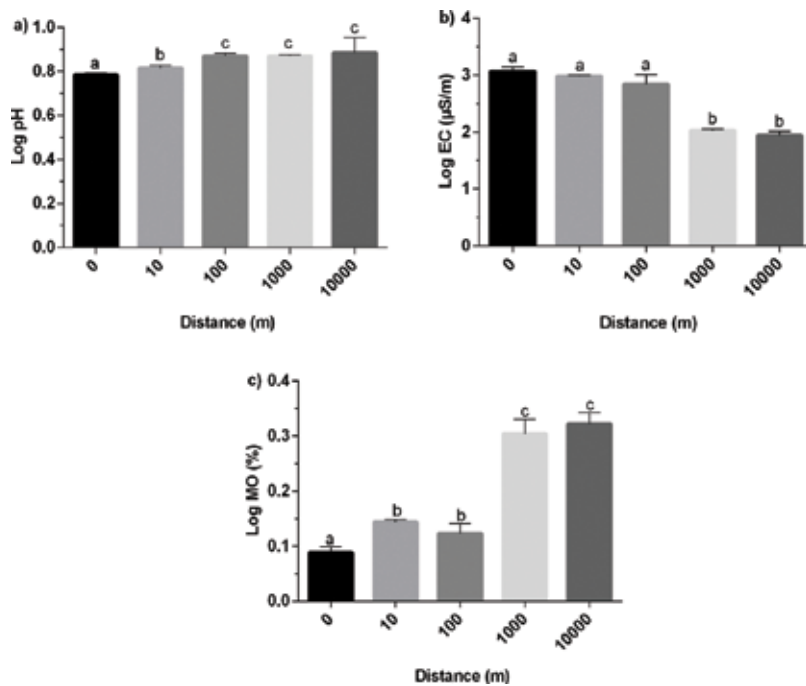 a)
1.0
0.8
0.6
0.4
0.2
0.0
Log pH
a
b
c
c
c
0
10
100
1000
10000
Distance (m)
b)
4
3
2
1
0
Log EC (µS/m)
a
a
a
b
b
0
10
100
1000
10000
Distance (m)
c)
0.4
0.3
0.2
0.1
0.0
Log MO (%)
a
b
b
c
c
0
10
100
1000
10000
Distance (m)